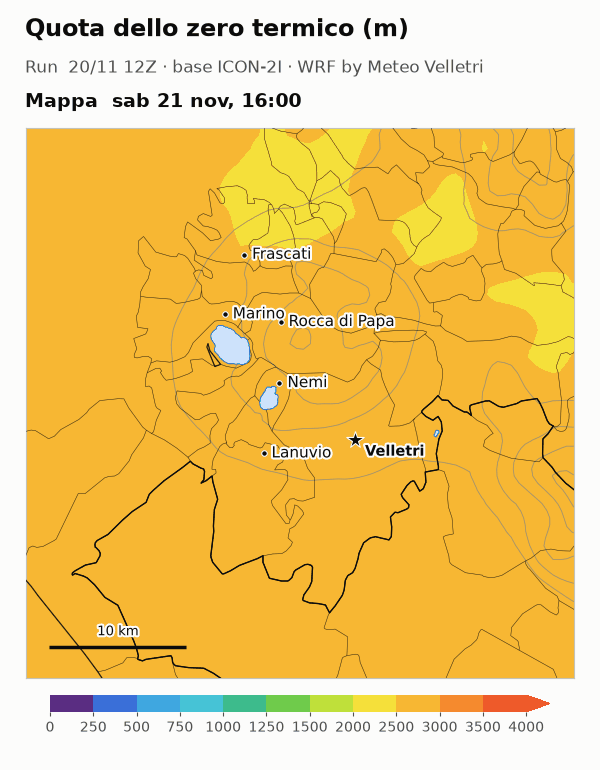 Quota dello zero termico (m)
Run  20/11 12Z · base ICON-2I · WRF by Meteo Velletri
Mappa  sab 21 nov, 16:00
Frascati
Marino
Rocca di Papa
Nemi
Velletri
Lanuvio
10 km
0 250 500 750 1000 1250 1500 2000 2500 3000 3500 4000